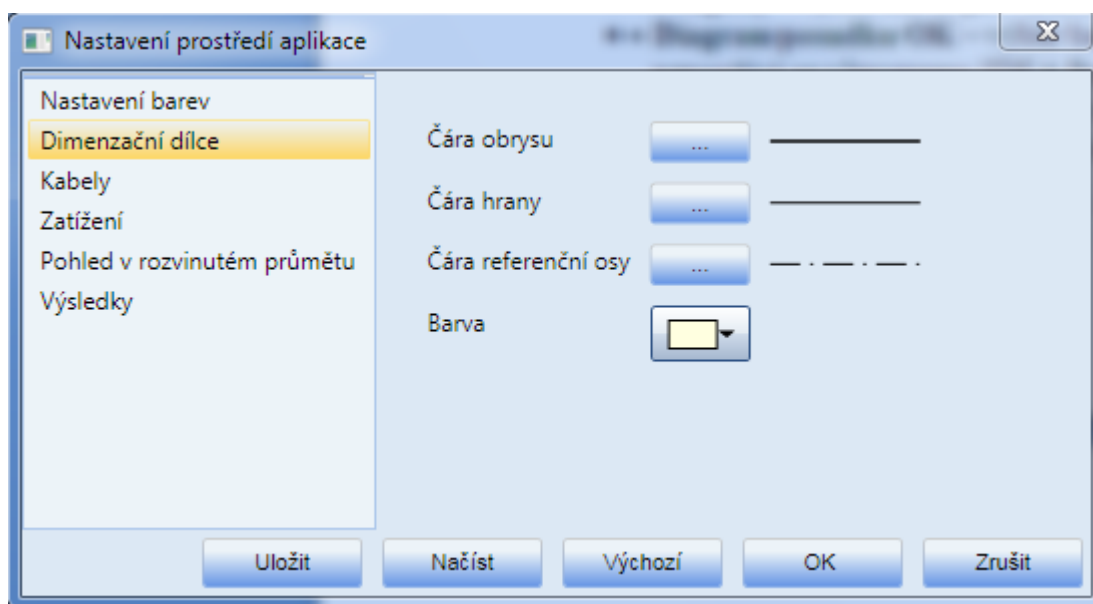 Nastavení prostředí aplikace
Nastavení barev
Dimenzační dílce
Kabely
Zatížení
Pohled v rozvinutém průmětu
Výsledky
Čára obrysu ...
Čára hrany ...
Čára referenční osy ...
Barva
Uložit Načíst Výchozí OK Zrušit